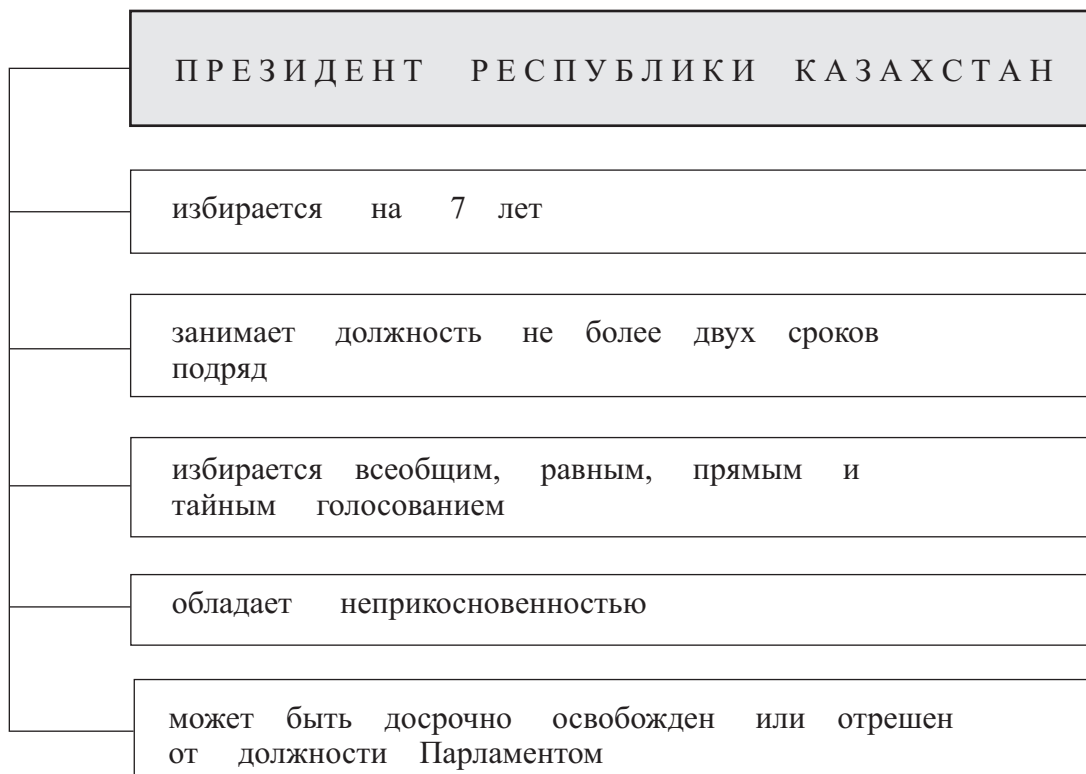 ПРЕЗИДЕНТ РЕСПУБЛИКИ КАЗАХСТАН
избирается на 7 лет
занимает должность не более двух сроков
подряд
избирается всеобщим, равным, прямым и
тайным голосованием
обладает неприкосновенностью
может быть досрочно освобожден или отрешен
от должности Парламентом